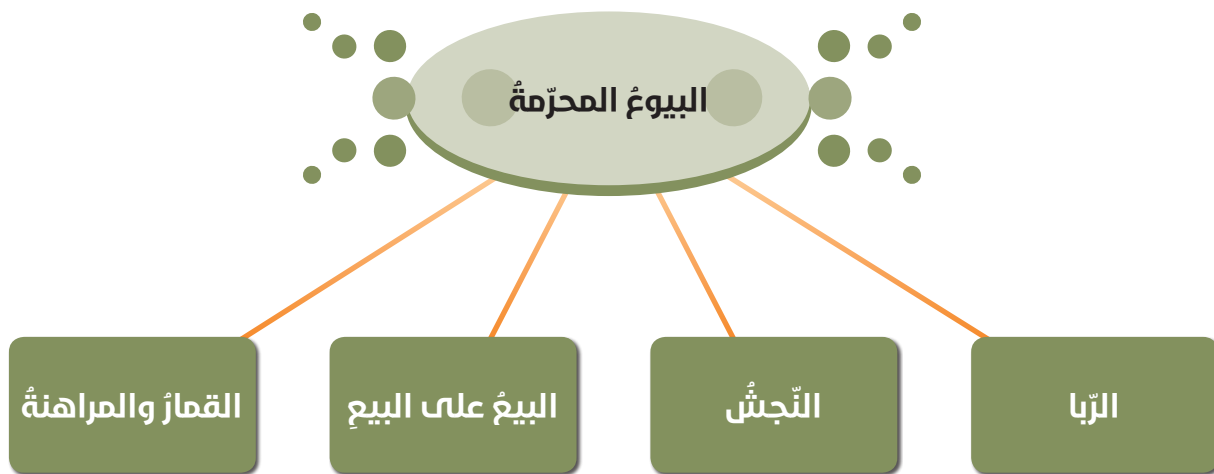 البيوعُ المحرّمةُ
الرّبا
النّجشُ
البيعُ على البيعِ
القمارُ والمراهنةُ